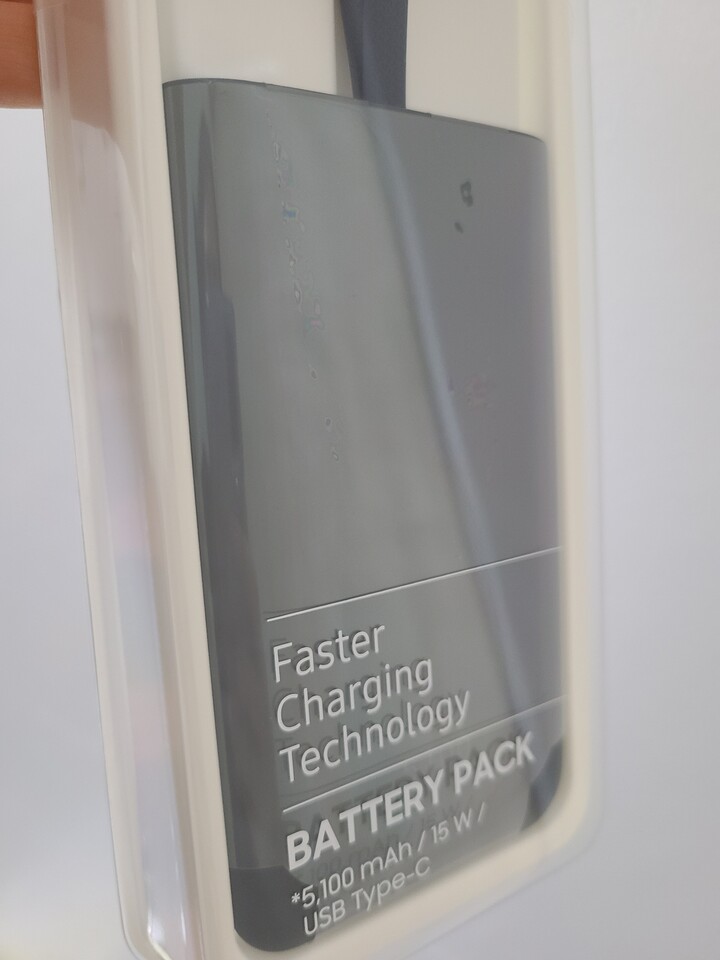 Faster
Charging
Technology
BATTERY PACK
*5,100 mAh / 15 W /
USB Type-C